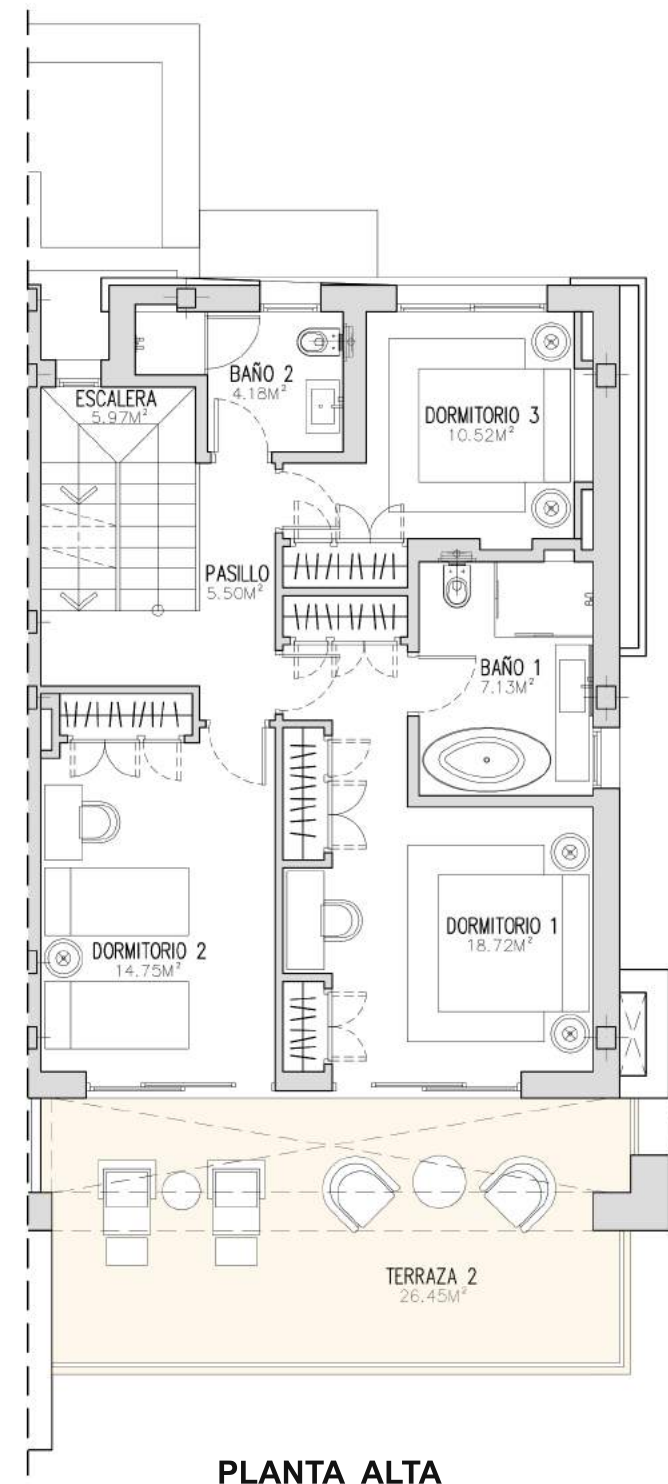 BAÑO 2
4.18M²
ESCALERA
5.97M²
DORMITORIO 3
10.52M²
PASILLO
5.50M²
BAÑO 1
7.13M²
DORMITORIO 1
18.72M²
DORMITORIO 2
14.75M²
TERRAZA 2
26.45M²
PLANTA ALTA